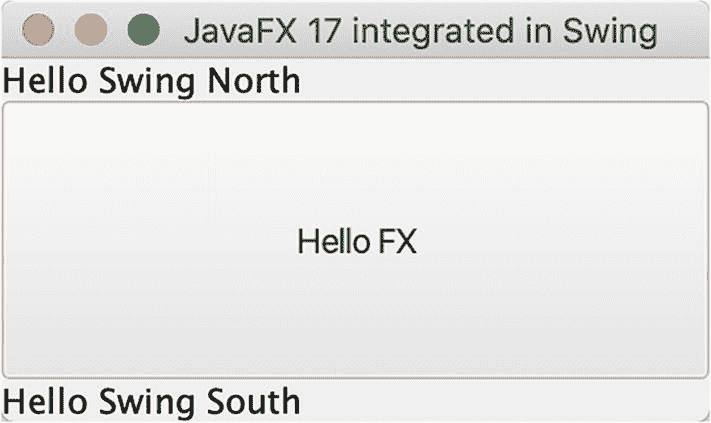 JavaFX 17 integrated in Swing
Hello Swing North
Hello FX
Hello Swing South